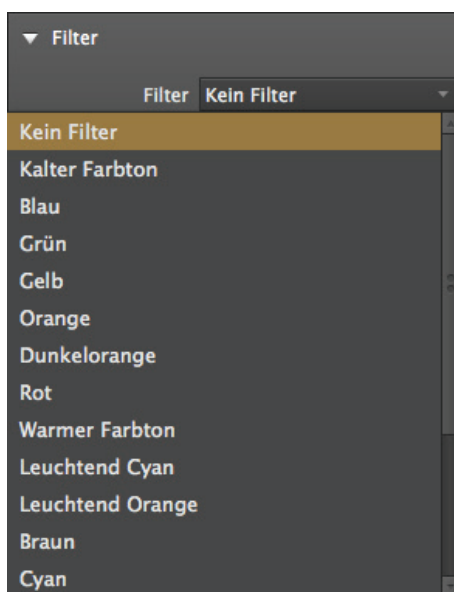 Filter
Filter Kein Filter
Kein Filter
Kalter Farbton
Blau
Grün
Gelb
Orange
Dunkelorange
Rot
Warmer Farbton
Leuchtend Cyan
Leuchtend Orange
Braun
Cyan